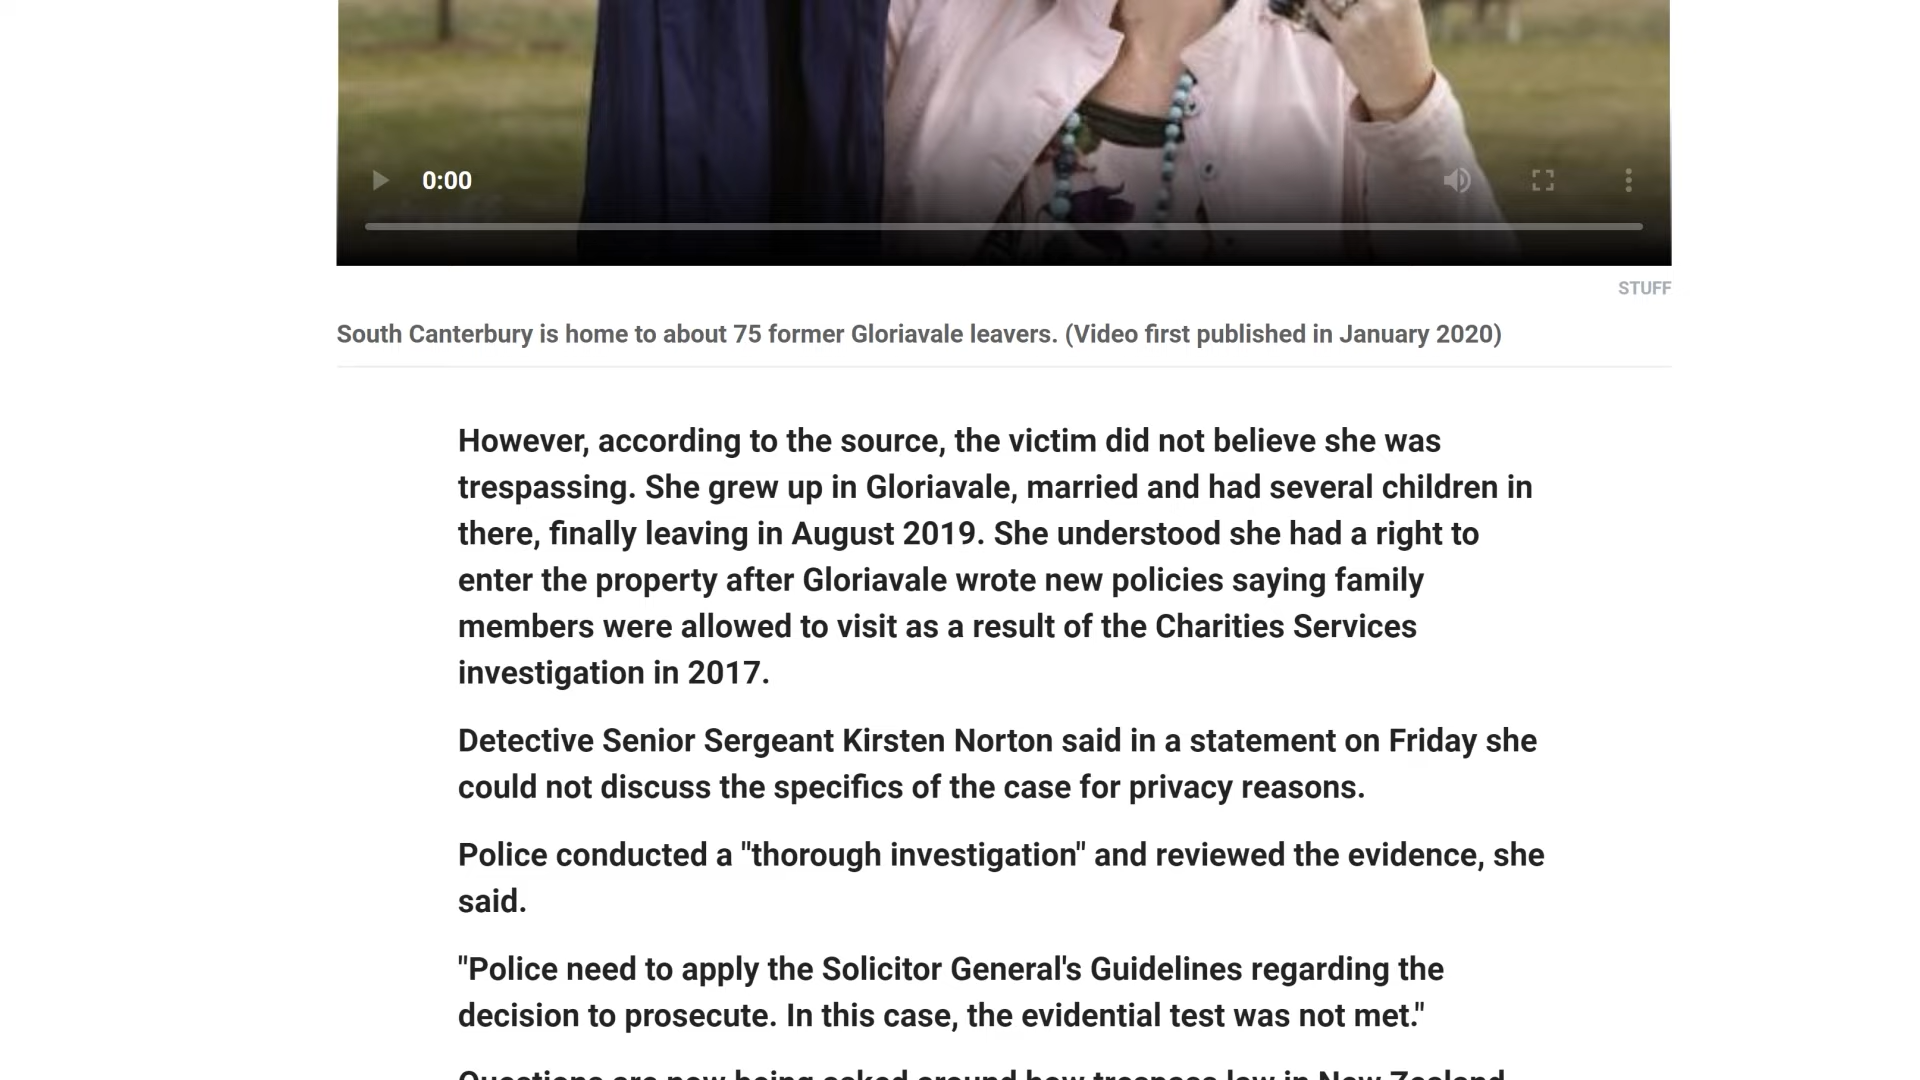 0:00
STUFF
South Canterbury is home to about 75 former Gloriavale leavers. (Video first published in January 2020)
However, according to the source, the victim did not believe she was
trespassing. She grew up in Gloriavale, married and had several children in
there, finally leaving in August 2019. She understood she had a right to
enter the property after Gloriavale wrote new policies saying family
members were allowed to visit as a result of the Charities Services
investigation in 2017.
Detective Senior Sergeant Kirsten Norton said in a statement on Friday she
could not discuss the specifics of the case for privacy reasons.
Police conducted a "thorough investigation" and reviewed the evidence, she
said.
"Police need to apply the Solicitor General's Guidelines regarding the
decision to prosecute. In this case, the evidential test was not met."
Questions are now being asked around how trespass law in New Zealand